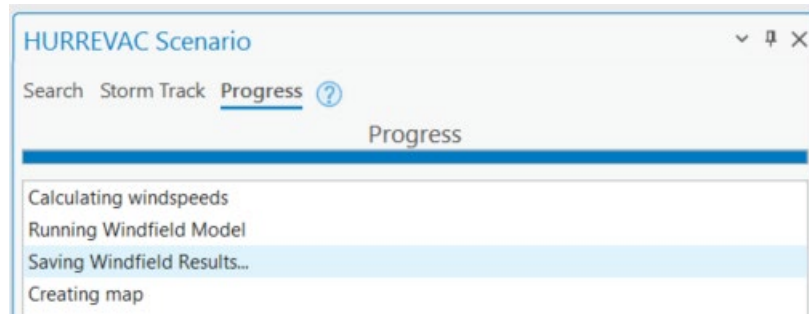 HURREVAC Scenario
Search Storm Track Progress ?
Progress
Calculating windspeeds
Running Windfield Model
Saving Windfield Results...
Creating map